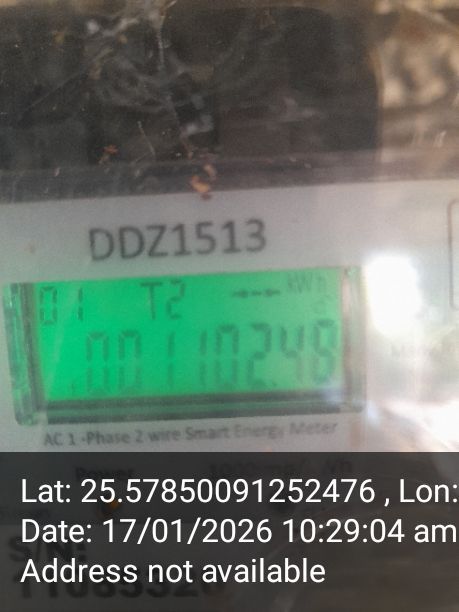 DDZ1513
01 T2 kWh
00110248
AC 1-Phase 2 wire Smart Energy Meter
Power
Lat: 25.57850091252476 , Lon:
Date: 17/01/2026 10:29:04 am
S/N:
Address not available